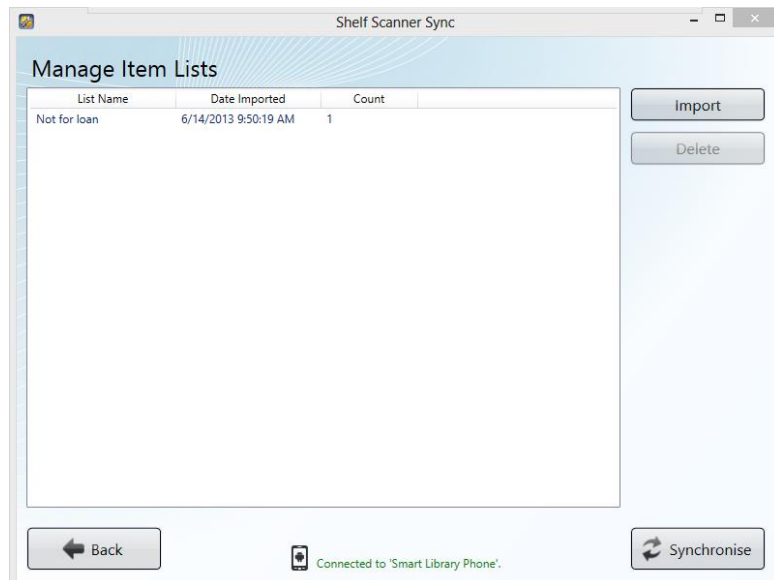 Shelf Scanner Sync
Manage Item Lists
List Name Date Imported Count
Not for loan 6/14/2013 9:50:19 AM 1
Import
Delete
Back
Connected to 'Smart Library Phone'.
Synchronise